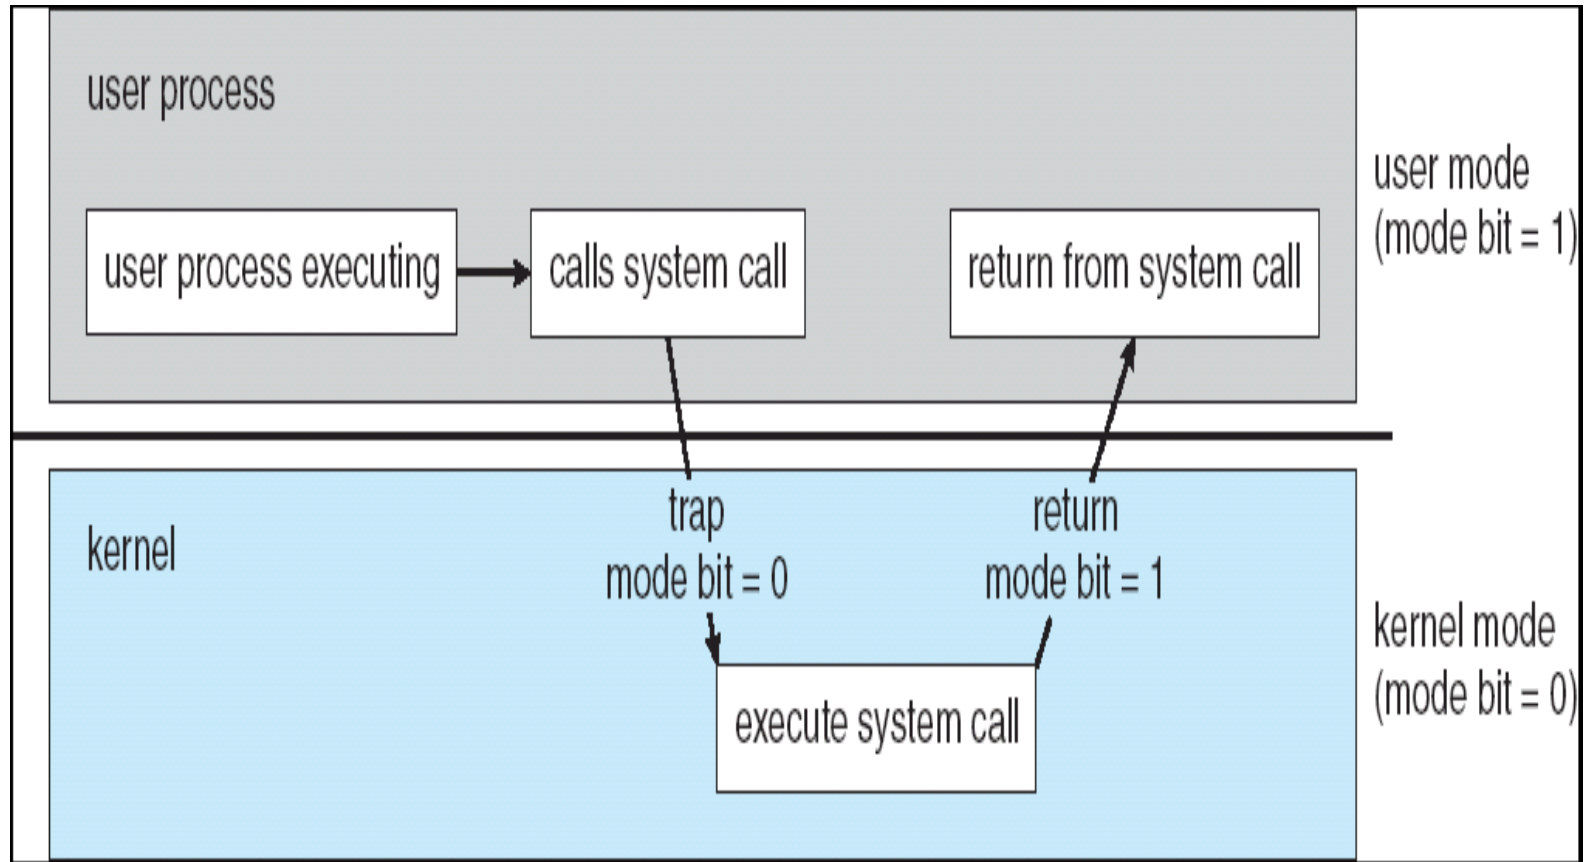 user process
user process executing
calls system call
return from system call
user mode
(mode bit = 1)
kernel
trap
mode bit = 0
return
mode bit = 1
execute system call
kernel mode
(mode bit = 0)